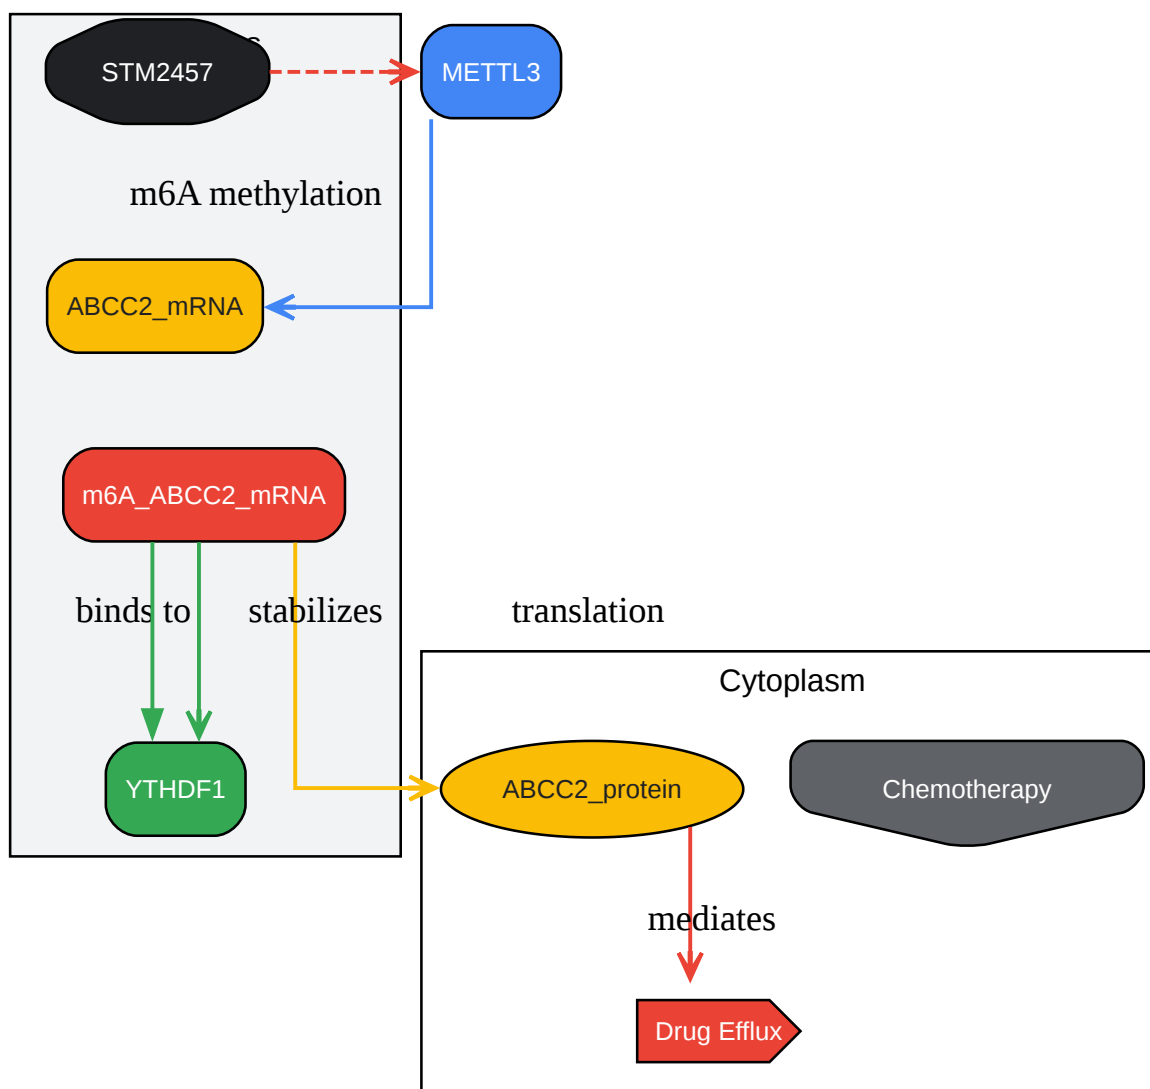 STM2457
METTL3
m6A methylation
ABCC2_mRNA
m6A_ABCC2_mRNA
binds to
stabilizes
translation
Cytoplasm
YTHDF1
ABCC2_protein
Chemotherapy
mediates
Drug Efflux